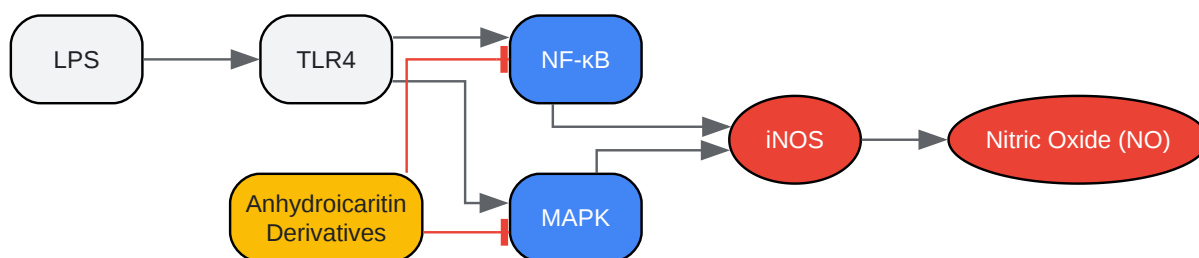 LPS
TLR4
NF-κB
iNOS
Nitric Oxide (NO)
Anhydroicaritin
Derivatives
MAPK